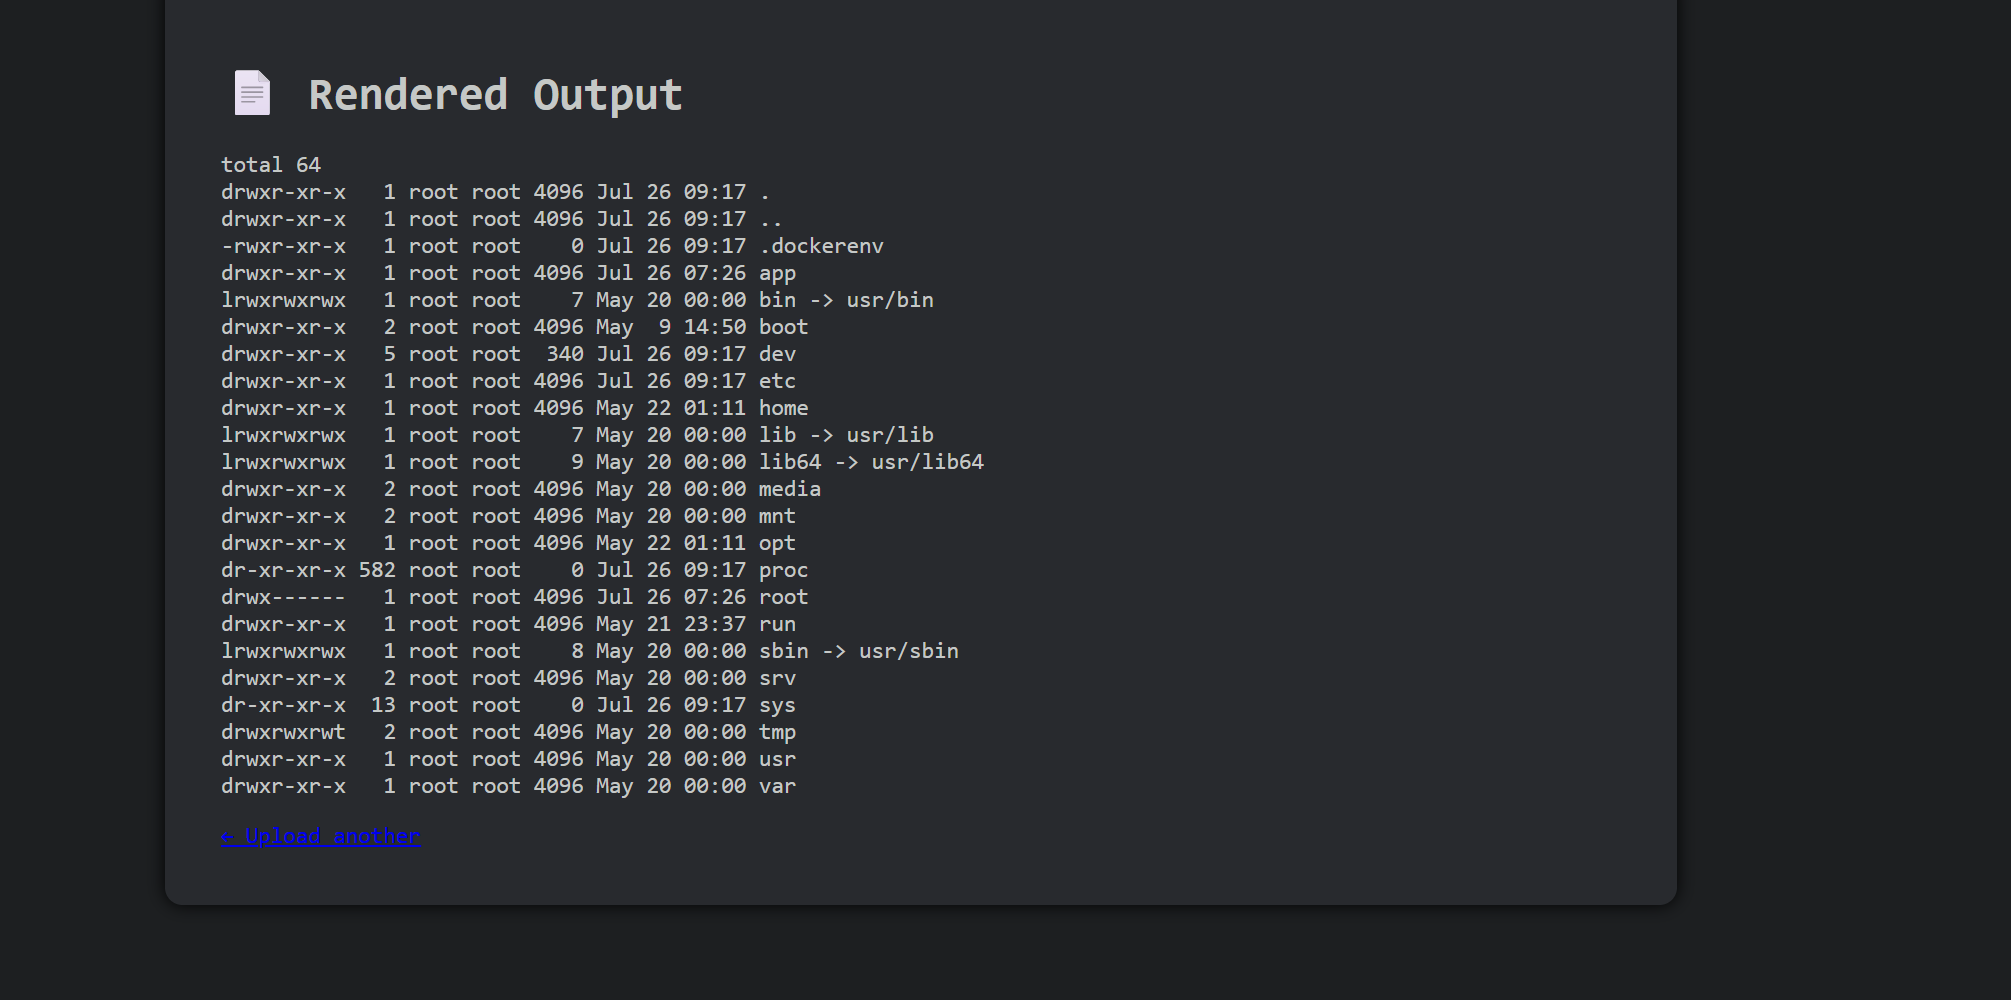 Rendered Output
total 64
drwxr-xr-x   1 root root 4096 Jul 26 09:17 .
drwxr-xr-x   1 root root 4096 Jul 26 09:17 ..
-rwxr-xr-x   1 root root    0 Jul 26 09:17 .dockerenv
drwxr-xr-x   1 root root 4096 Jul 26 07:26 app
lrwxrwxrwx   1 root root    7 May 20 00:00 bin -> usr/bin
drwxr-xr-x   2 root root 4096 May  9 14:50 boot
drwxr-xr-x   5 root root  340 Jul 26 09:17 dev
drwxr-xr-x   1 root root 4096 Jul 26 09:17 etc
drwxr-xr-x   1 root root 4096 May 22 01:11 home
lrwxrwxrwx   1 root root    7 May 20 00:00 lib -> usr/lib
lrwxrwxrwx   1 root root    9 May 20 00:00 lib64 -> usr/lib64
drwxr-xr-x   2 root root 4096 May 20 00:00 media
drwxr-xr-x   2 root root 4096 May 20 00:00 mnt
drwxr-xr-x   1 root root 4096 May 22 01:11 opt
dr-xr-xr-x 582 root root    0 Jul 26 09:17 proc
drwx------   1 root root 4096 Jul 26 07:26 root
drwxr-xr-x   1 root root 4096 May 21 23:37 run
lrwxrwxrwx   1 root root    8 May 20 00:00 sbin -> usr/sbin
drwxr-xr-x   2 root root 4096 May 20 00:00 srv
dr-xr-xr-x  13 root root    0 Jul 26 09:17 sys
drwxrwxrwt   2 root root 4096 May 20 00:00 tmp
drwxr-xr-x   1 root root 4096 May 20 00:00 usr
drwxr-xr-x   1 root root 4096 May 20 00:00 var
← Upload another